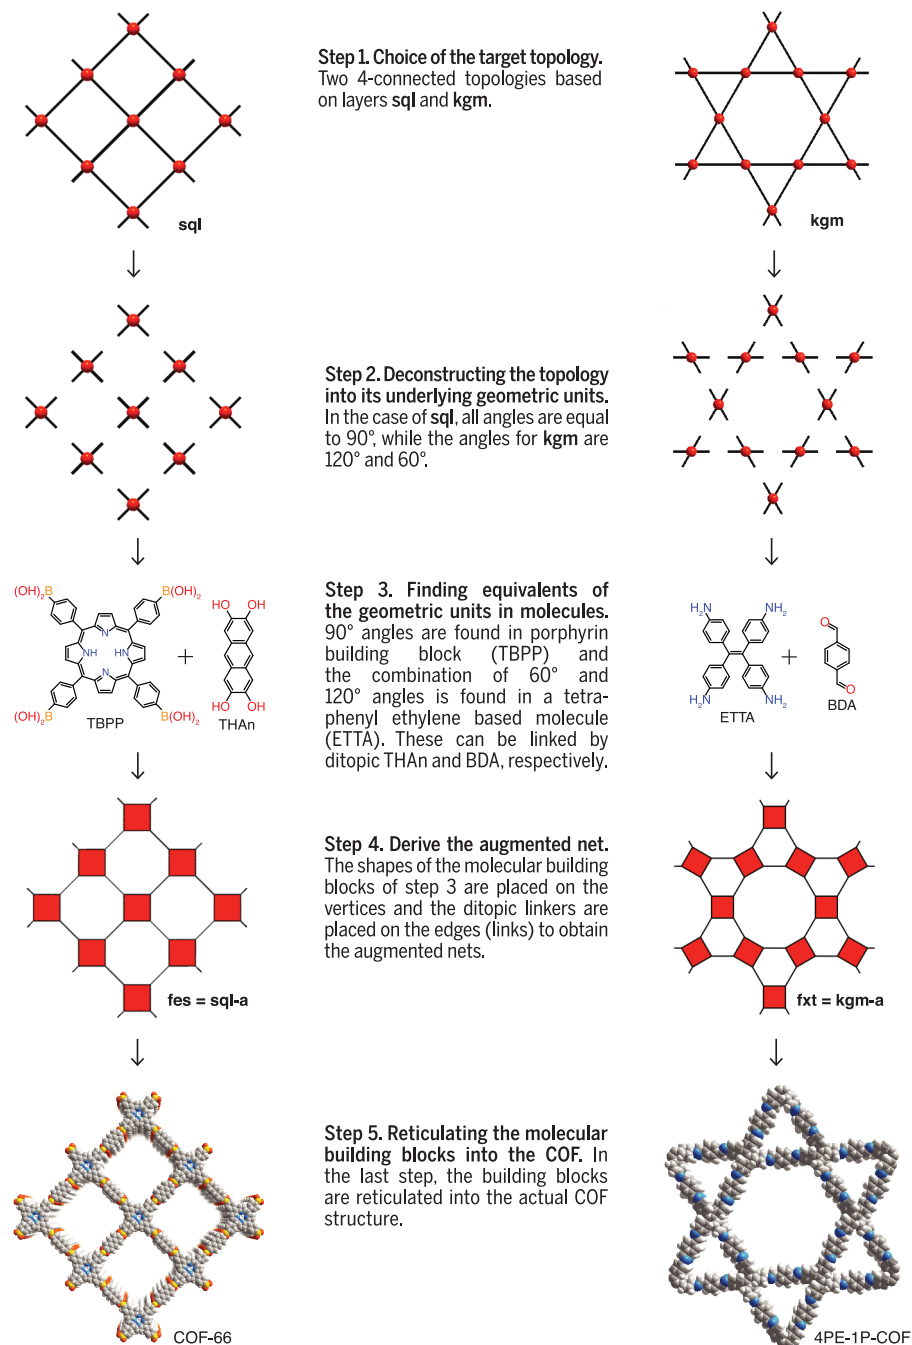 Step 1. Choice of the target topology.
Two 4-connected topologies based
on layers sql and kgm.
sql
kgm
Step 2. Deconstructing the topology
into its underlying geometric units.
In the case of sql, all angles are equal
to 90°, while the angles for kgm are
120° and 60°.
(OH)₂B
B(OH)₂
N
NH
HN
N
(OH)₂B
B(OH)₂
TBPP
+
HO
OH
HO
OH
THAn
Step 3. Finding equivalents of
the geometric units in molecules.
90° angles are found in porphyrin
building block (TBPP) and
the combination of 60° and
120° angles is found in a tetra-
phenyl ethylene based molecule
(ETTA). These can be linked by
ditopic THAn and BDA, respectively.
H₂N
NH₂
H₂N
NH₂
ETTA
+
O
O
BDA
Step 4. Derive the augmented net.
The shapes of the molecular building
blocks of step 3 are placed on the
vertices and the ditopic linkers are
placed on the edges (links) to obtain
the augmented nets.
fes = sql-a
fxt = kgm-a
Step 5. Reticulating the molecular
building blocks into the COF. In
the last step, the building blocks
are reticulated into the actual COF
structure.
COF-66
4PE-1P-COF